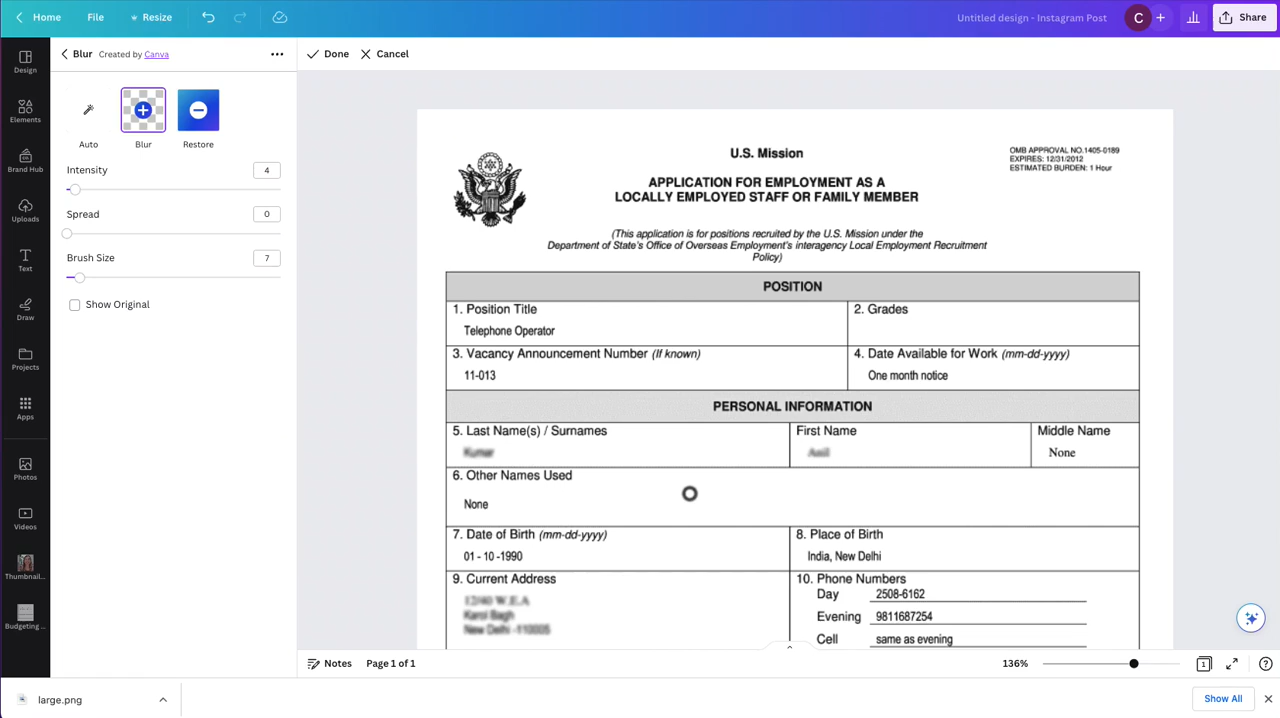 Home
File
Resize
Untitled design - Instagram Post
C
Share
Design
Elements
Brand Hub
Uploads
Text
Draw
Projects
Apps
Photos
Videos
Thumbnail...
Budgeting ...
Blur Created by Canva
Auto
Blur
Restore
Intensity
4
Spread
0
Brush Size
7
Show Original
Done
Cancel
U.S. Mission
OMB APPROVAL NO.1405-0189
EXPIRES: 12/31/2012
ESTIMATED BURDEN: 1 Hour
APPLICATION FOR EMPLOYMENT AS A
LOCALLY EMPLOYED STAFF OR FAMILY MEMBER
(This application is for positions recruited by the U.S. Mission under the
Department of State's Office of Overseas Employment's interagency Local Employment Recruitment
Policy)
POSITION
1. Position Title
Telephone Operator
2. Grades
3. Vacancy Announcement Number (If known)
11-013
4. Date Available for Work (mm-dd-yyyy)
One month notice
PERSONAL INFORMATION
5. Last Name(s) / Surnames
First Name
Middle Name
None
6. Other Names Used
None
7. Date of Birth (mm-dd-yyyy)
01 - 10 -1990
8. Place of Birth
India, New Delhi
9. Current Address
10. Phone Numbers
Day 2508-6162
Evening 9811687254
Cell same as evening
Notes
Page 1 of 1
136%
1
large.png
Show All